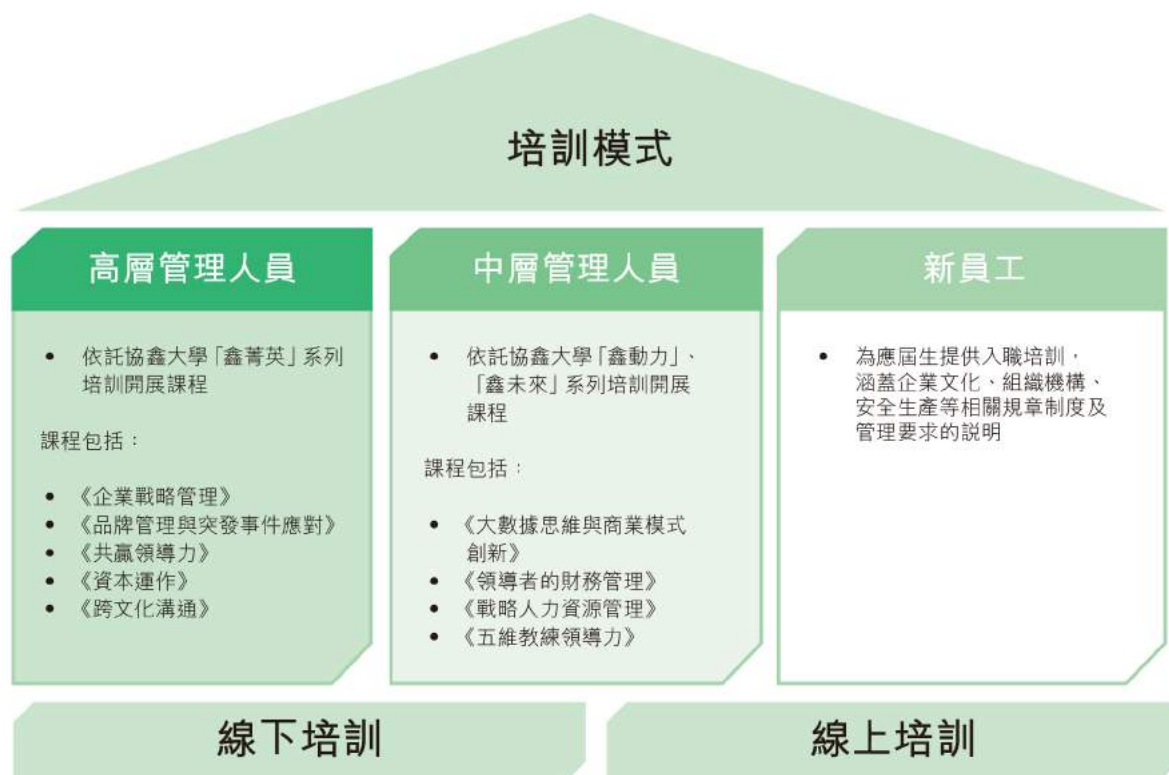 培訓模式
高層管理人員
• 依託協鑫大學「鑫菁英」系列
培訓開展課程
課程包括：
• 《企業戰略管理》
• 《品牌管理與突發事件應對》
• 《共贏領導力》
• 《資本運作》
• 《跨文化溝通》
中層管理人員
• 依託協鑫大學「鑫動力」、
「鑫未來」系列培訓開展
課程
課程包括：
• 《大數據思維與商業模式
創新》
• 《領導者的財務管理》
• 《戰略人力資源管理》
• 《五維教練領導力》
新員工
• 為應屆生提供入職培訓，
涵蓋企業文化、組織機構、
安全生產等相關規章制度及
管理要求的說明
線下培訓
線上培訓